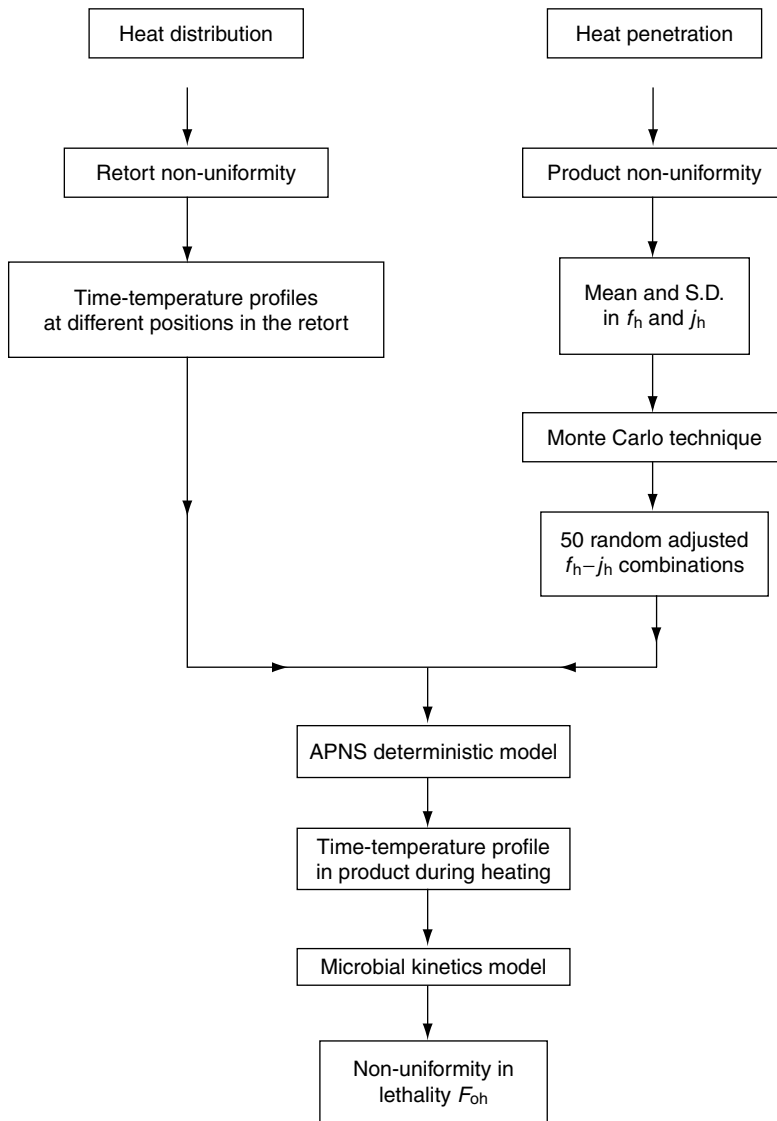 Heat distribution
Heat penetration
Retort non-uniformity
Product non-uniformity
Time-temperature profiles
at different positions in the retort
Mean and S.D.
in fh and jh
Monte Carlo technique
50 random adjusted
fh–jh combinations
APNS deterministic model
Time-temperature profile
in product during heating
Microbial kinetics model
Non-uniformity in
lethality Foh